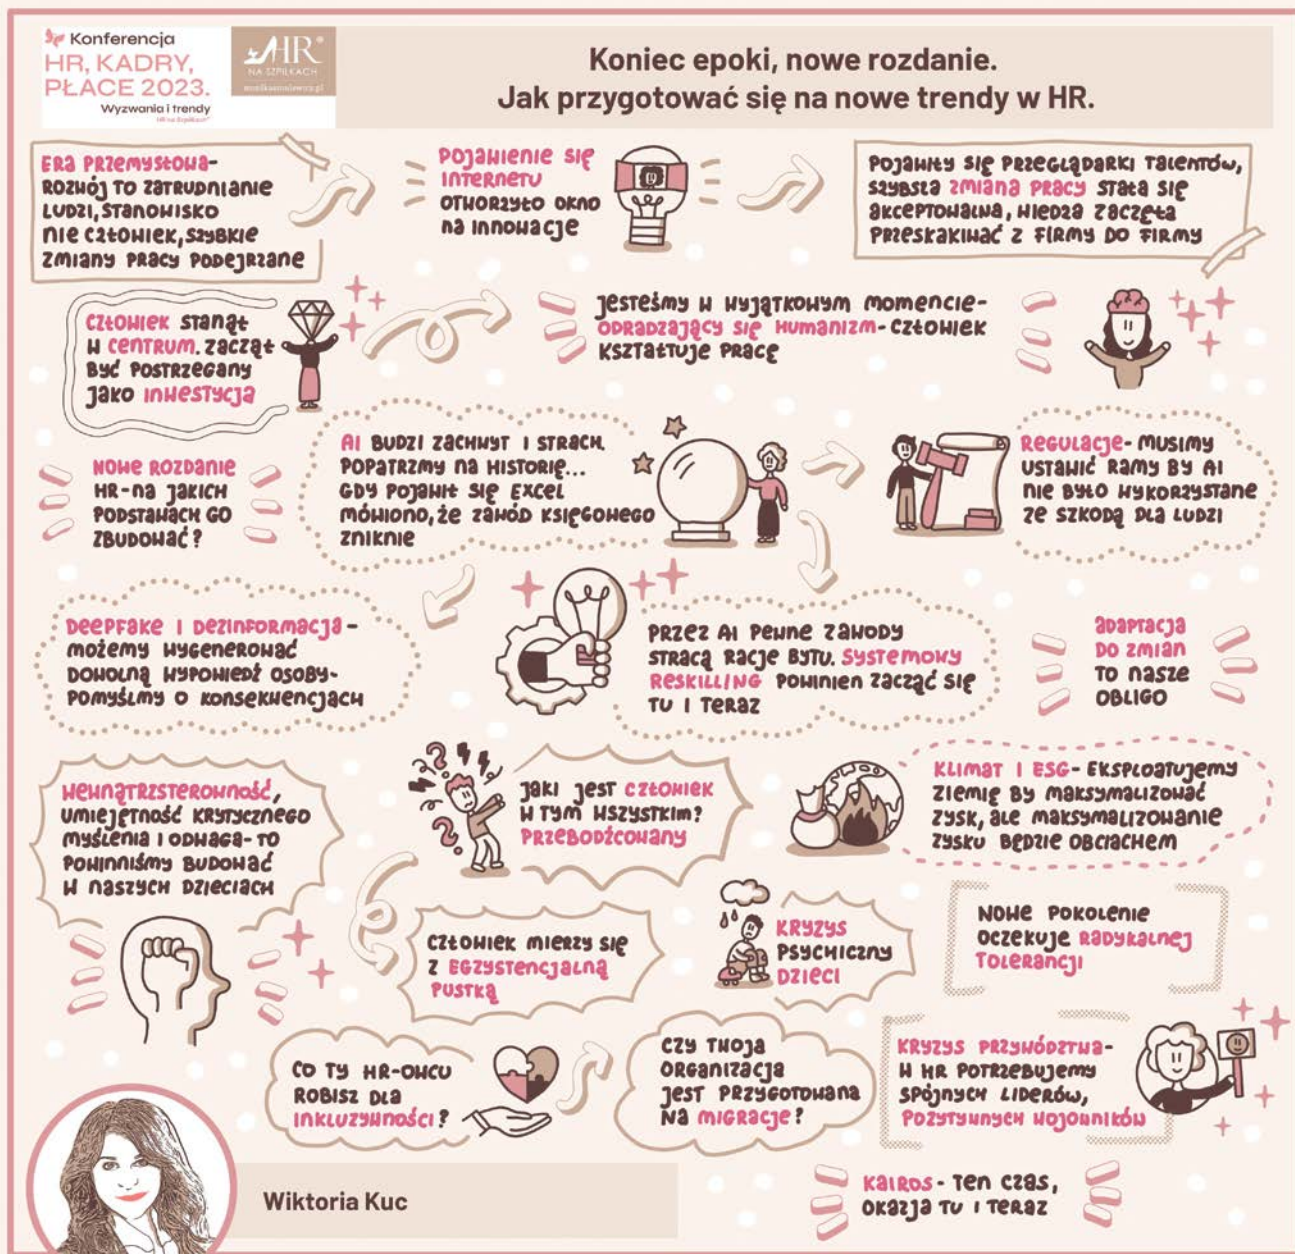 Konferencja
HR, KADRY,
PŁACE 2023.
Wyzwania i trendy
HR na Szpilkach®
HR®
NA SZPILKACH
Koniec epoki, nowe rozdanie.
Jak przygotować się na nowe trendy w HR.
ERA PRZEMYSŁOWA-
ROZWÓJ TO ZATRUDNIANIE
LUDZI, STANOWISKO
NIE CZŁOWIEK, SZYBKIE
ZMIANY PRACY PODEJRZANE
POJAWIENIE SIĘ
INTERNETU
OTWORZYŁO OKNO
NA INNOWACJE
POJAWIŁY SIĘ PRZEGLĄDARKI TALENTÓW,
SZYBSZA ZMIANA PRACY STAŁA SIĘ
AKCEPTOWALNA, WIEDZA ZACZĘŁA
PRZESKAKIWAĆ Z FIRMY DO FIRMY
CZŁOWIEK STANĄŁ
W CENTRUM. ZACZĄŁ
BYĆ POSTRZEGANY
JAKO INWESTYCJA
JESTEŚMY W WYJĄTKOWYM MOMENCIE-
ODRADZAJĄCY SIĘ HUMANIZM - CZŁOWIEK
KSZTAŁTUJE PRACĘ
NOWE ROZDANIE
HR-NA JAKICH
PODSTAWACH GO
ZBUDOWAĆ?
AI BUDZI ZACHWYT I STRACH.
POPATRZMY NA HISTORIĘ...
GDY POJAWIŁ SIĘ EXCEL
MÓWIONO, ŻE ZAWÓD KSIĘGOWEGO
ZNIKNIE
REGULACJE- MUSIMY
USTAWIĆ RAMY BY AI
NIE BYŁO WYKORZYSTANE
ZE SZKODĄ DLA LUDZI
DEEPFAKE I DEZINFORMACJA -
MOŻEMY WYGENEROWAĆ
DOWOLNĄ WYPOWIEDŹ OSOBY-
POMYŚLMY O KONSEKWENCJACH
PRZEZ AI PEWNE ZAWODY
STRACĄ RACJE BYTU. SYSTEMOWY
RESKILLING POWINIEN ZACZĄĆ SIĘ
TU I TERAZ
ADAPTACJA
DO ZMIAN
TO NASZE
OBLIGO
WEWNĄTRZSTEROWNOŚĆ,
UMIEJĘTNOŚĆ KRYTYCZNEGO
MYŚLENIA I ODWAGA- TO
POWINNIŚMY BUDOWAĆ
W NASZYCH DZIECIACH
JAKI JEST CZŁOWIEK
W TYM WSZYSTKIM?
PRZEBODŹCOWANY
KLIMAT I ESG- EKSPLOATUJEMY
ZIEMIĘ BY MAKSYMALIZOWAĆ
ZYSK, ALE MAKSYMALIZOWANIE
ZYSKU BĘDZIE OBCIACHEM
CZŁOWIEK MIERZY SIĘ
Z EGZYSTENCJALNĄ
PUSTKĄ
KRYZYS
PSYCHICZNY
DZIECI
NOWE POKOLENIE
OCZEKUJE RADYKALNEJ
TOLERANCJI
CO TY HR-OWCU
ROBISZ DLA
INKLUZYWNOŚCI?
CZY TWOJA
ORGANIZACJA
JEST PRZYGOTOWANA
NA MIGRACJE?
KRYZYS PRZYWÓDZTWA-
W HR POTRZEBUJEMY
SPÓJNYCH LIDERÓW,
POZYTYWNYCH WOJOWNIKÓW
Wiktoria Kuc
KAIROS - TEN CZAS,
OKAZJA TU I TERAZ